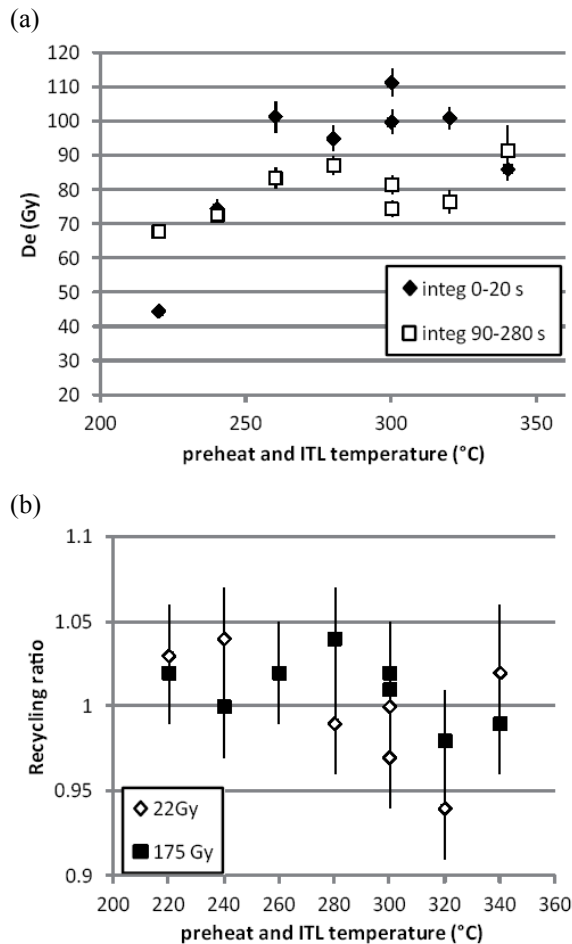 (a)
120
110
100
90
80
70
60
50
40
30
20
De (Gy)
integ 0-20 s
integ 90-280 s
200 250 300 350
preheat and ITL temperature (°C)
(b)
1.1
1.05
1
0.95
0.9
Recycling ratio
22Gy
175 Gy
200 220 240 260 280 300 320 340 360
preheat and ITL temperature (°C)